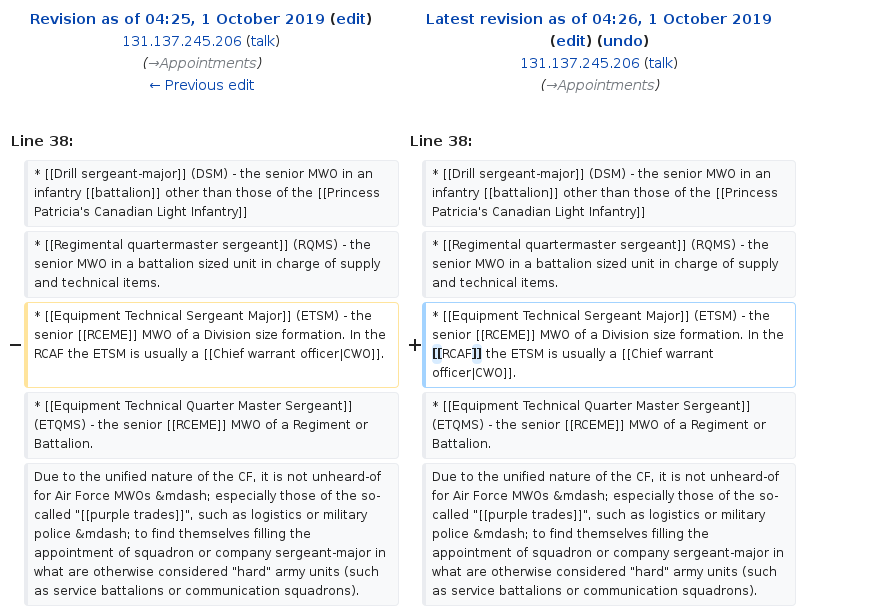 Revision as of 04:25, 1 October 2019 (edit)
131.137.245.206 (talk)
(→Appointments)
← Previous edit
Latest revision as of 04:26, 1 October 2019
(edit) (undo)
131.137.245.206 (talk)
(→Appointments)
Line 38:
Line 38:
* [[Drill sergeant-major]] (DSM) - the senior MWO in an
infantry [[battalion]] other than those of the [[Princess
Patricia's Canadian Light Infantry]]
* [[Drill sergeant-major]] (DSM) - the senior MWO in an
infantry [[battalion]] other than those of the [[Princess
Patricia's Canadian Light Infantry]]
* [[Regimental quartermaster sergeant]] (RQMS) - the
senior MWO in a battalion sized unit in charge of supply
and technical items.
* [[Regimental quartermaster sergeant]] (RQMS) - the
senior MWO in a battalion sized unit in charge of supply
and technical items.
−
* [[Equipment Technical Sergeant Major]] (ETSM) - the
senior [[RCEME]] MWO of a Division size formation. In the
RCAF the ETSM is usually a [[Chief warrant officer|CWO]].
+
* [[Equipment Technical Sergeant Major]] (ETSM) - the
senior [[RCEME]] MWO of a Division size formation. In the
[[RCAF]] the ETSM is usually a [[Chief warrant
officer|CWO]].
* [[Equipment Technical Quarter Master Sergeant]]
(ETQMS) - the senior [[RCEME]] MWO of a Regiment or
Battalion.
* [[Equipment Technical Quarter Master Sergeant]]
(ETQMS) - the senior [[RCEME]] MWO of a Regiment or
Battalion.
Due to the unified nature of the CF, it is not unheard-of
for Air Force MWOs &mdash; especially those of the so-
called "[[purple trades]]", such as logistics or military
police &mdash; to find themselves filling the
appointment of squadron or company sergeant-major in
what are otherwise considered "hard" army units (such
as service battalions or communication squadrons).
Due to the unified nature of the CF, it is not unheard-of
for Air Force MWOs &mdash; especially those of the so-
called "[[purple trades]]", such as logistics or military
police &mdash; to find themselves filling the
appointment of squadron or company sergeant-major in
what are otherwise considered "hard" army units (such
as service battalions or communication squadrons).